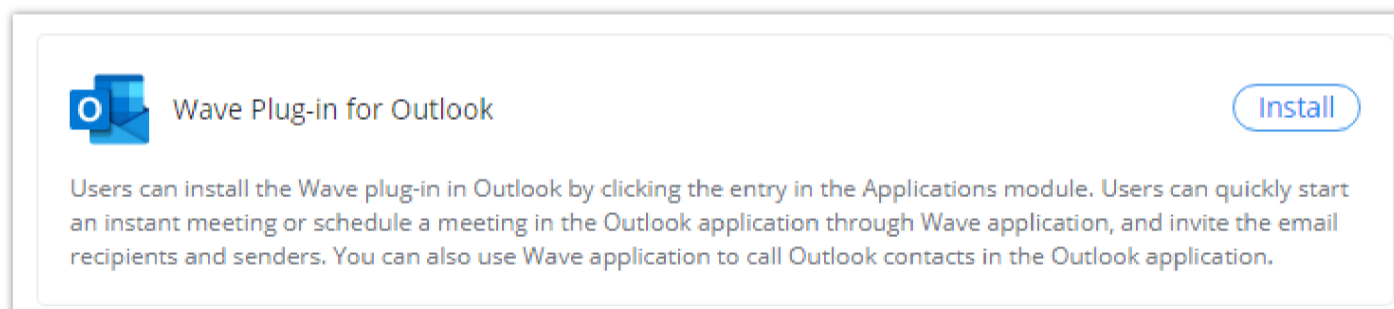 Wave Plug-in for Outlook
Install
Users can install the Wave plug-in in Outlook by clicking the entry in the Applications module. Users can quickly start
an instant meeting or schedule a meeting in the Outlook application through Wave application, and invite the email
recipients and senders. You can also use Wave application to call Outlook contacts in the Outlook application.